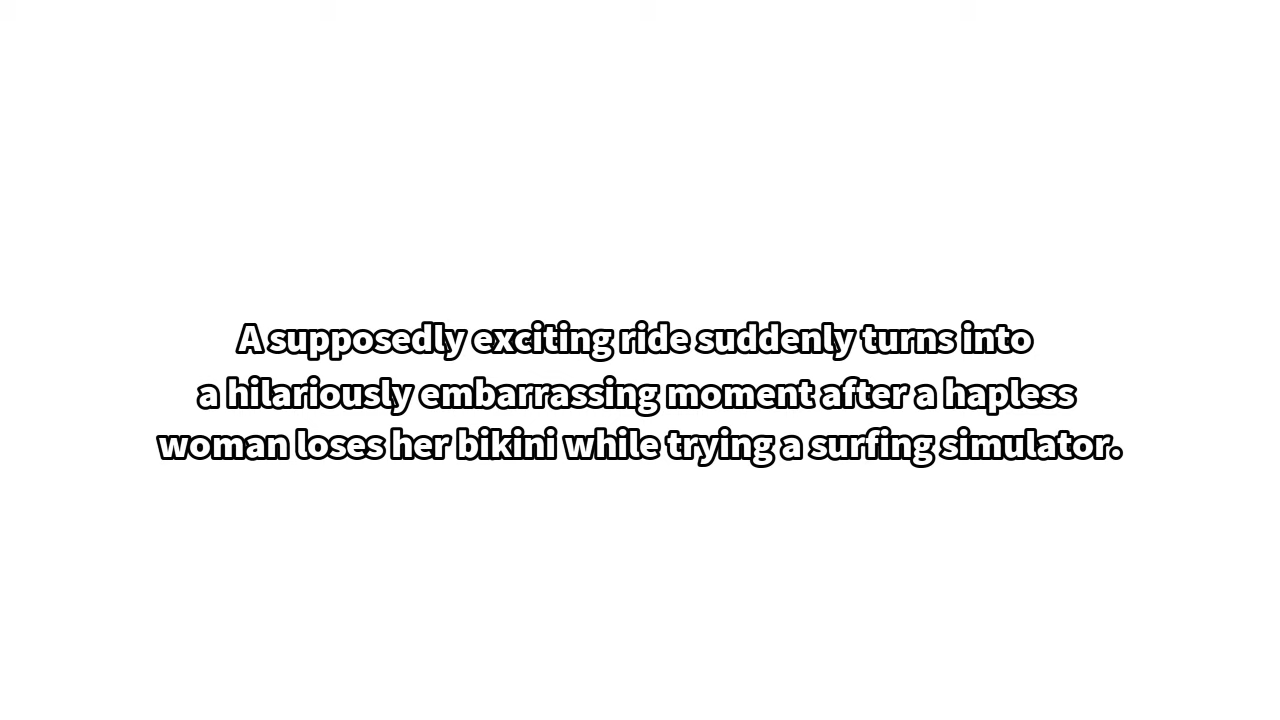 A supposedly exciting ride suddenly turns into
a hilariously embarrassing moment after a hapless
woman loses her bikini while trying a surfing simulator.